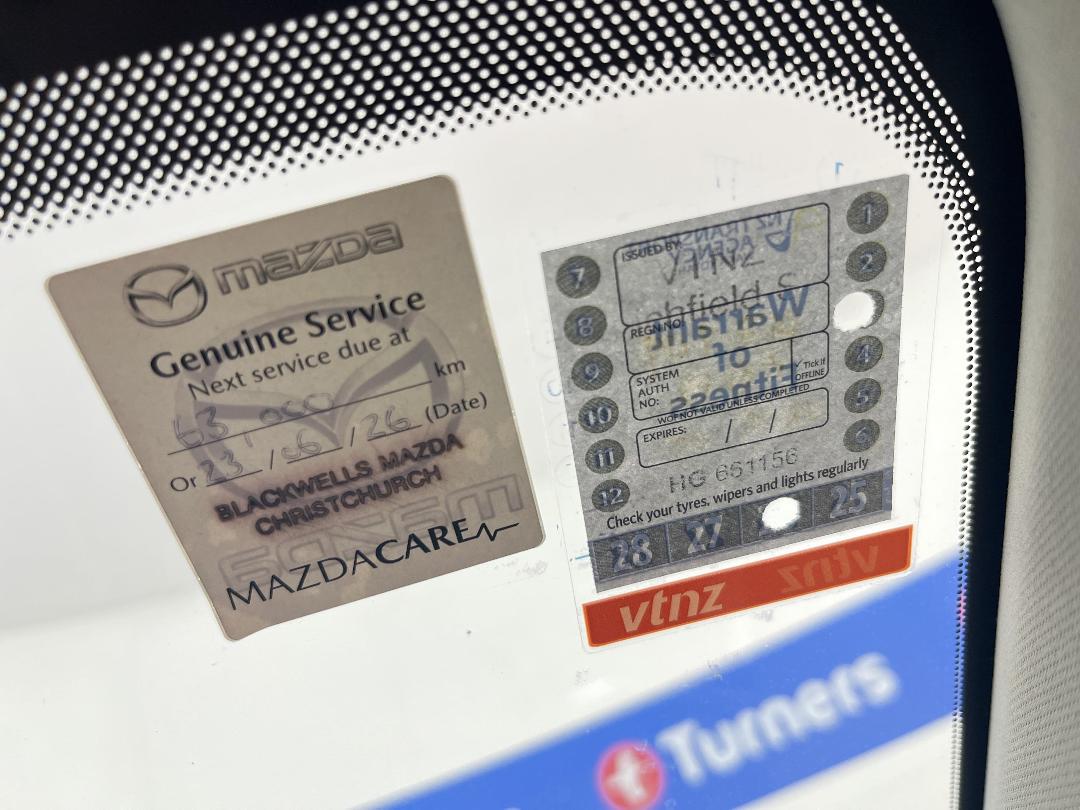 mazda
Genuine Service
Next service due at
63,000 km
Or 23/06/26 (Date)
BLACKWELLS MAZDA
CHRISTCHURCH
MAZDACARE
1
2
4
5
6
7
8
9
10
11
12
ISSUED BY
VTNZ
REGN NO:
SYSTEM
AUTH
NO:
Tick if
OFFLINE
WOF NOT VALID UNLESS COMPLETED
EXPIRES: / /
HG 661156
Check your tyres, wipers and lights regularly
28 27 25
vtnz
Warrant
of
Fitness
Turners